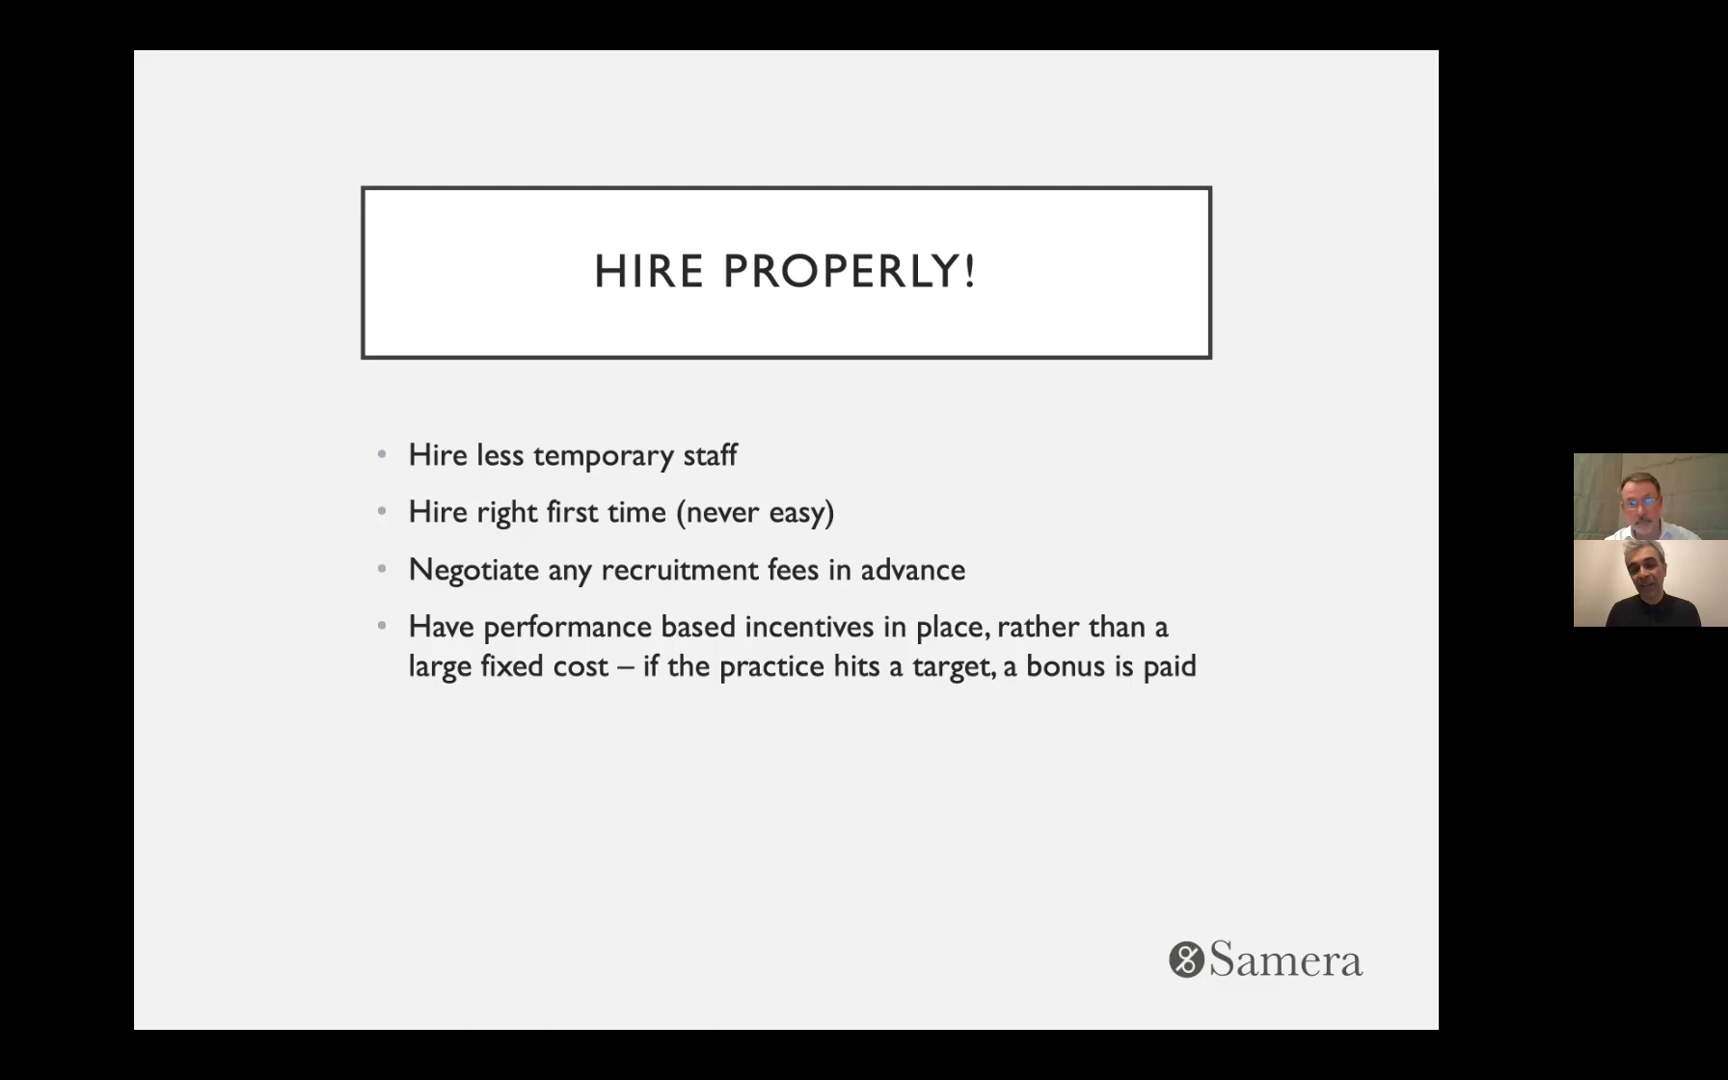 HIRE PROPERLY!
• Hire less temporary staff
• Hire right first time (never easy)
• Negotiate any recruitment fees in advance
• Have performance based incentives in place, rather than a
large fixed cost – if the practice hits a target, a bonus is paid
Samera